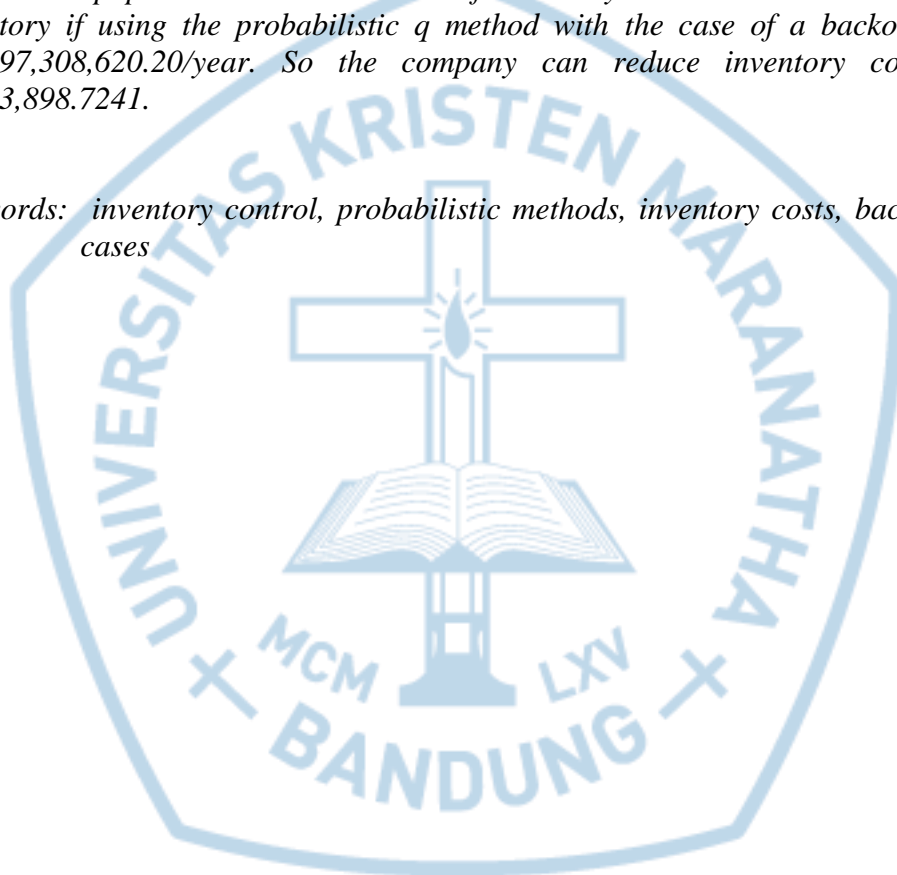 tory if using the probabilistic q method with the case of a backo
97,308,620.20/year. So the company can reduce inventory co
3,898.7241.
ords: inventory control, probabilistic methods, inventory costs, bac
cases
UNIVERSITAS KRISTEN MARANATHA
MCM LXV
BANDUNG